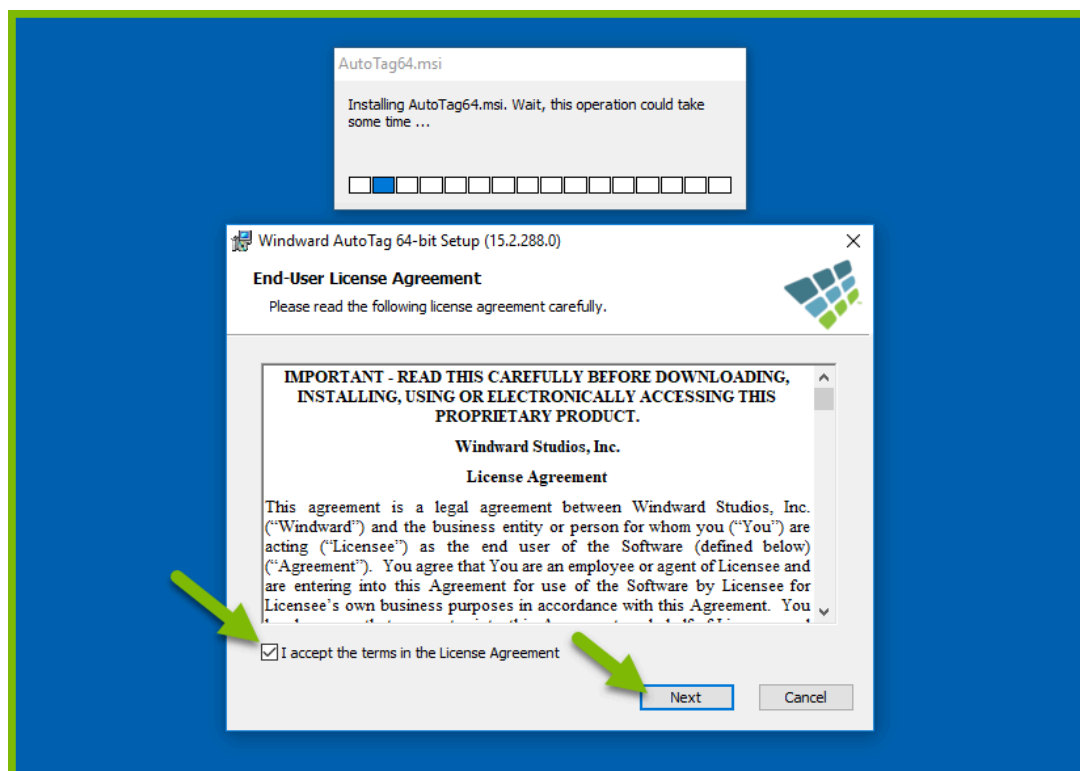 AutoTag64.msi
Installing AutoTag64.msi. Wait, this operation could take
some time ...
Windward AutoTag 64-bit Setup (15.2.288.0)
End-User License Agreement
Please read the following license agreement carefully.
IMPORTANT - READ THIS CAREFULLY BEFORE DOWNLOADING,
INSTALLING, USING OR ELECTRONICALLY ACCESSING THIS
PROPRIETARY PRODUCT.
Windward Studios, Inc.
License Agreement
This agreement is a legal agreement between Windward Studios, Inc.
(“Windward”) and the business entity or person for whom you (“You”) are
acting (“Licensee”) as the end user of the Software (defined below)
(“Agreement”). You agree that You are an employee or agent of Licensee and
are entering into this Agreement for use of the Software by Licensee for
Licensee’s own business purposes in accordance with this Agreement. You
I accept the terms in the License Agreement
Next
Cancel